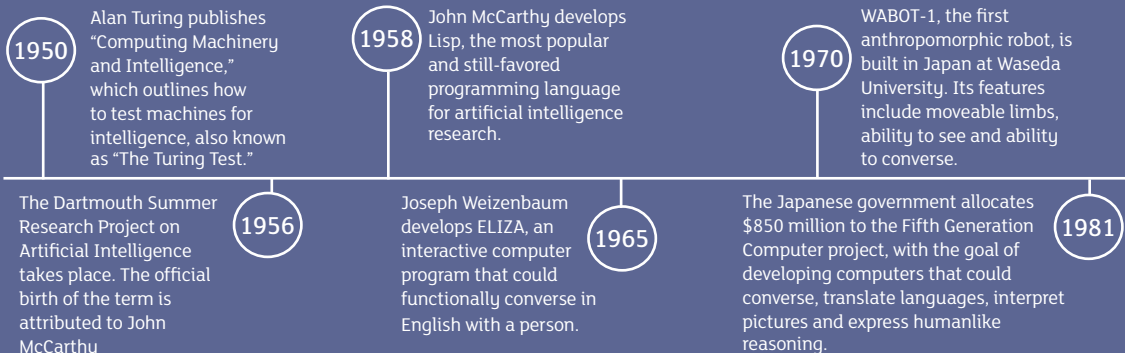 1950
Alan Turing publishes
“Computing Machinery
and Intelligence,”
which outlines how
to test machines for
intelligence, also known
as “The Turing Test.”
The Dartmouth Summer
Research Project on
Artificial Intelligence
takes place. The official
birth of the term is
attributed to John
McCarthy
1956
1958
John McCarthy develops
Lisp, the most popular
and still-favored
programming language
for artificial intelligence
research.
Joseph Weizenbaum
develops ELIZA, an
interactive computer
program that could
functionally converse in
English with a person.
1965
1970
WABOT-1, the first
anthropomorphic robot, is
built in Japan at Waseda
University. Its features
include moveable limbs,
ability to see and ability
to converse.
The Japanese government allocates
$850 million to the Fifth Generation
Computer project, with the goal of
developing computers that could
converse, translate languages, interpret
pictures and express humanlike
reasoning.
1981